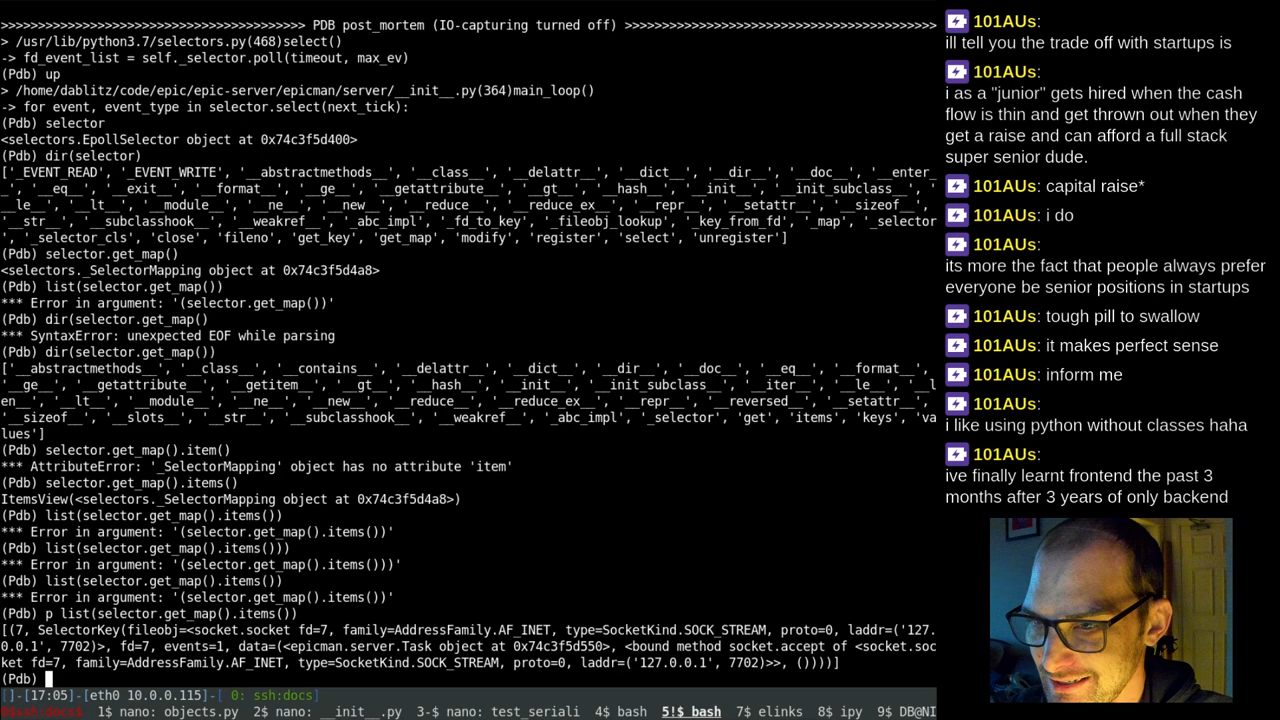 >>>>>>>>>>>>>>>>>>>>>>>>>>>>>>>>>>>>>> PDB post_mortem (IO-capturing turned off) >>>>>>>>>>>>>>>>>>>>>>>>>>>>>>>>>>>>>>>
> /usr/lib/python3.7/selectors.py(468)select()
-> fd_event_list = self._selector.poll(timeout, max_ev)
(Pdb) up
> /home/dablitz/code/epic/epic-server/epicman/server/__init__.py(364)main_loop()
-> for event, event_type in selector.select(next_tick):
(Pdb) selector
<selectors.EpollSelector object at 0x74c3f5d400>
(Pdb) dir(selector)
['_EVENT_READ', '_EVENT_WRITE', '__abstractmethods__', '__class__', '__delattr__', '__dict__', '__dir__', '__doc__', '__enter_
_', '__eq__', '__exit__', '__format__', '__ge__', '__getattribute__', '__gt__', '__hash__', '__init__', '__init_subclass__', '
__le__', '__lt__', '__module__', '__ne__', '__new__', '__reduce__', '__reduce_ex__', '__repr__', '__setattr__', '__sizeof__',
'__str__', '__subclasshook__', '__weakref__', '_abc_impl', '_fd_to_key', '_fileobj_lookup', '_key_from_fd', '_map', '_selector
', '_selector_cls', 'close', 'fileno', 'get_key', 'get_map', 'modify', 'register', 'select', 'unregister']
(Pdb) selector.get_map()
<selectors._SelectorMapping object at 0x74c3f5d4a8>
(Pdb) list(selector.get_map())
*** Error in argument: '(selector.get_map())'
(Pdb) dir(selector.get_map()
*** SyntaxError: unexpected EOF while parsing
(Pdb) dir(selector.get_map())
['__abstractmethods__', '__class__', '__contains__', '__delattr__', '__dict__', '__dir__', '__doc__', '__eq__', '__format__',
'__ge__', '__getattribute__', '__getitem__', '__gt__', '__hash__', '__init__', '__init_subclass__', '__iter__', '__le__', '__l
en__', '__lt__', '__module__', '__ne__', '__new__', '__reduce__', '__reduce_ex__', '__repr__', '__reversed__', '__setattr__',
'__sizeof__', '__slots__', '__str__', '__subclasshook__', '__weakref__', '_abc_impl', '_selector', 'get', 'items', 'keys', 'va
lues']
(Pdb) selector.get_map().item()
*** AttributeError: '_SelectorMapping' object has no attribute 'item'
(Pdb) selector.get_map().items()
ItemsView(<selectors._SelectorMapping object at 0x74c3f5d4a8>)
(Pdb) list(selector.get_map().items())
*** Error in argument: '(selector.get_map().items())'
(Pdb) list(selector.get_map().items()))
*** Error in argument: '(selector.get_map().items()))'
(Pdb) list(selector.get_map().items())
*** Error in argument: '(selector.get_map().items())'
(Pdb) p list(selector.get_map().items())
[(7, SelectorKey(fileobj=<socket.socket fd=7, family=AddressFamily.AF_INET, type=SocketKind.SOCK_STREAM, proto=0, laddr=('127.
0.0.1', 7702)>, fd=7, events=1, data=(<epicman.server.Task object at 0x74c3f5d550>, <bound method socket.accept of <socket.soc
ket fd=7, family=AddressFamily.AF_INET, type=SocketKind.SOCK_STREAM, proto=0, laddr=('127.0.0.1', 7702)>>, ())))]
(Pdb)
[]-[17:05]-[eth0 10.0.0.115]-[ 0: ssh:docs]
0$ssh:docs 1$ nano: objects.py 2$ nano: __init__.py 3-$ nano: test_seriali 4$ bash 5!$ bash 7$ elinks 8$ ipy 9$ DB@NI
101AUs:
ill tell you the trade off with startups is
101AUs:
i as a "junior" gets hired when the cash
flow is thin and get thrown out when they
get a raise and can afford a full stack
super senior dude.
101AUs: capital raise*
101AUs: i do
101AUs:
its more the fact that people always prefer
everyone be senior positions in startups
101AUs: tough pill to swallow
101AUs: it makes perfect sense
101AUs: inform me
101AUs:
i like using python without classes haha
101AUs:
ive finally learnt frontend the past 3
months after 3 years of only backend